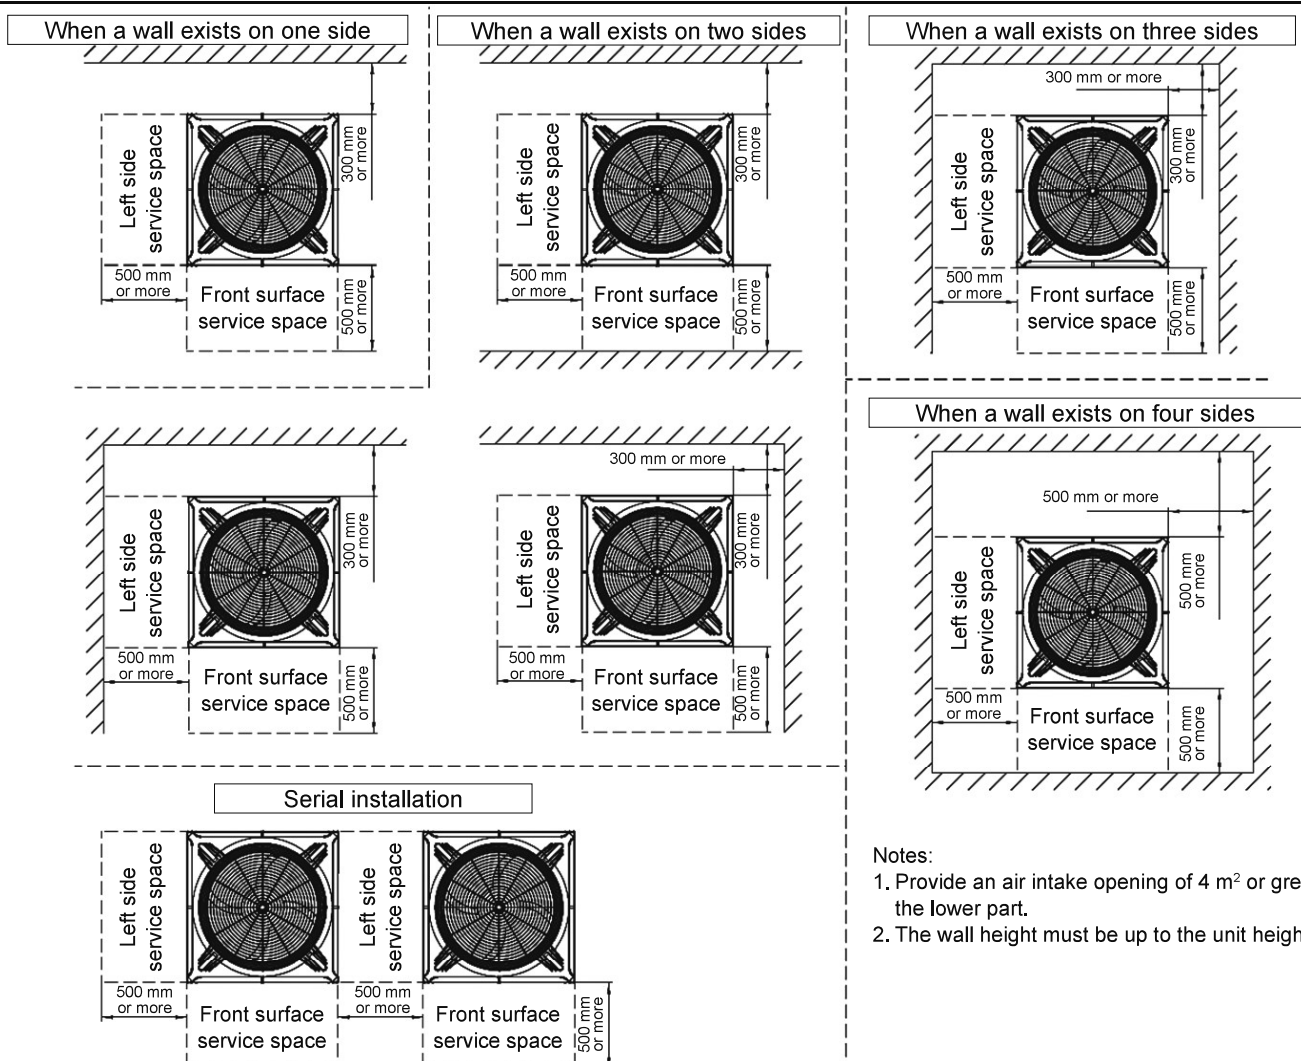 When a wall exists on one side
300 mm
or more
Left side
service space
500 mm
or more
Front surface
service space
500 mm
or more
When a wall exists on two sides
300 mm
or more
Left side
service space
500 mm
or more
Front surface
service space
500 mm
or more
When a wall exists on three sides
300 mm or more
300 mm
or more
Left side
service space
500 mm
or more
Front surface
service space
500 mm
or more
300 mm
or more
Left side
service space
500 mm
or more
Front surface
service space
500 mm
or more
300 mm or more
300 mm
or more
Left side
service space
500 mm
or more
Front surface
service space
500 mm
or more
When a wall exists on four sides
500 mm or more
500 mm
or more
Left side
service space
500 mm
or more
Front surface
service space
500 mm
or more
Serial installation
Left side
service space
500 mm
or more
Front surface
service space
Left side
service space
500 mm
or more
Front surface
service space
500 mm
or more
Notes:
1. Provide an air intake opening of 4 m² or gre
the lower part.
2. The wall height must be up to the unit heigh